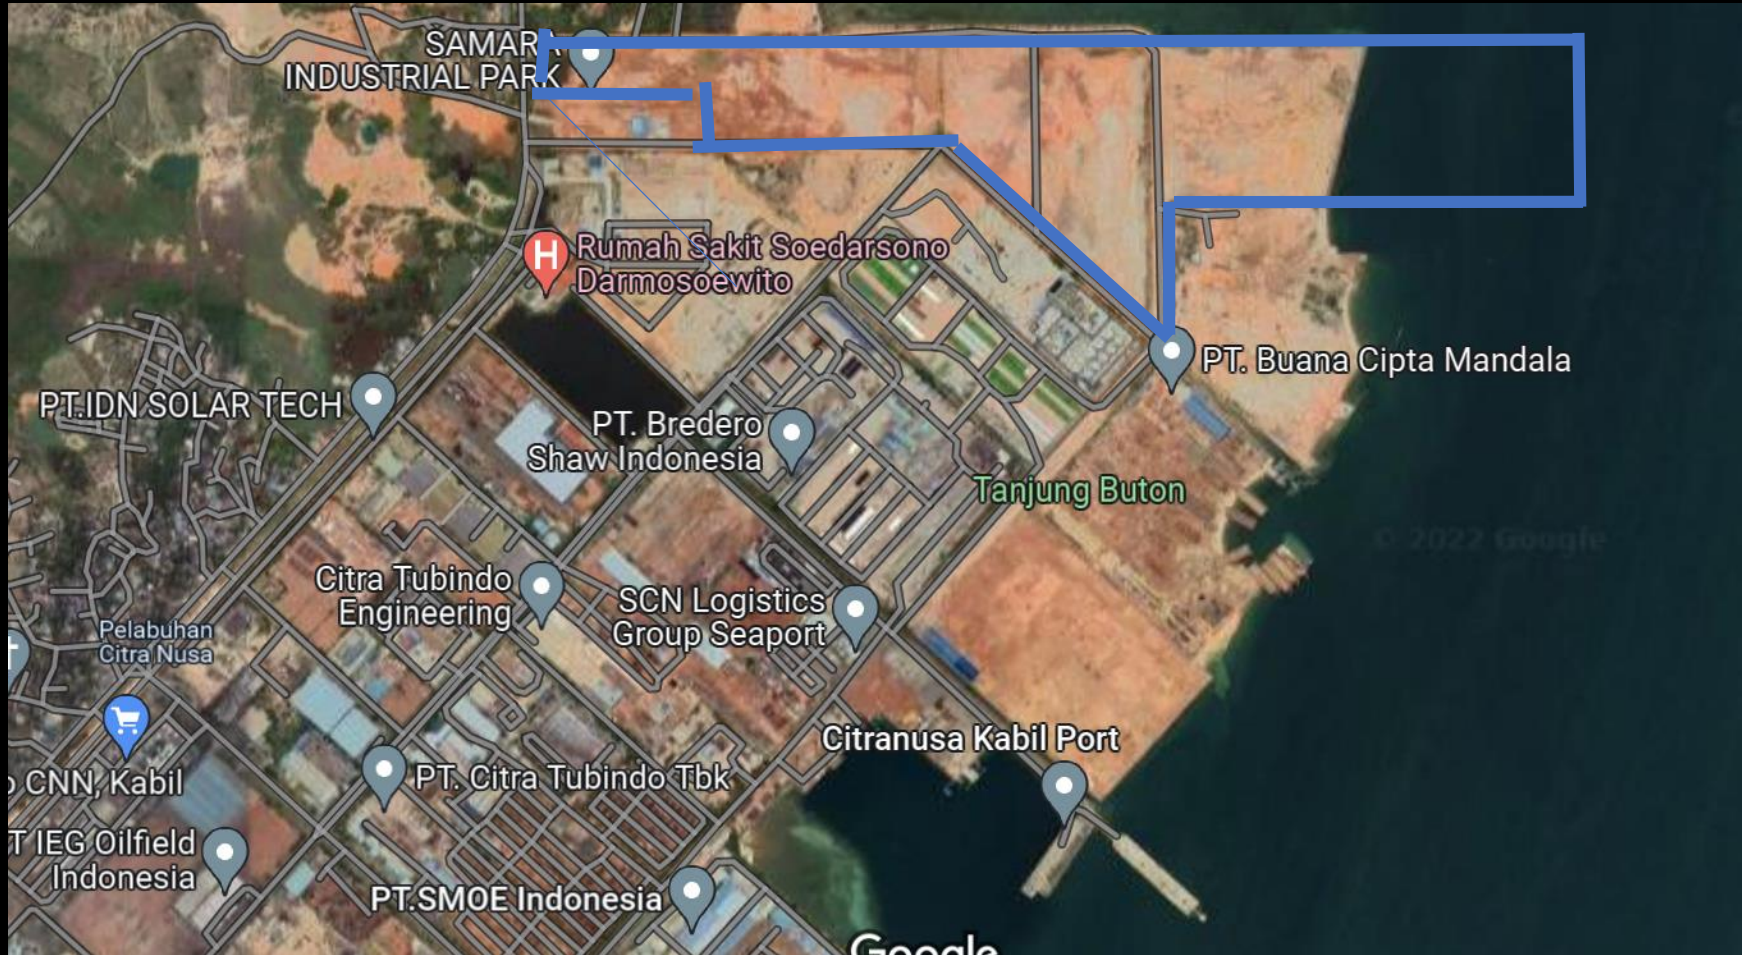 SAMARA
INDUSTRIAL PARK
H
Rumah Sakit Soedarsono
Darmosoewito
PT. Buana Cipta Mandala
PT.IDN SOLAR TECH
PT. Bredero
Shaw Indonesia
Tanjung Buton
© 2022 Google
Citra Tubindo
Engineering
SCN Logistics
Group Seaport
Pelabuhan
Citra Nusa
Citranusa Kabil Port
o CNN, Kabil
PT. Citra Tubindo Tbk
T IEG Oilfield
Indonesia
PT.SMOE Indonesia
Google